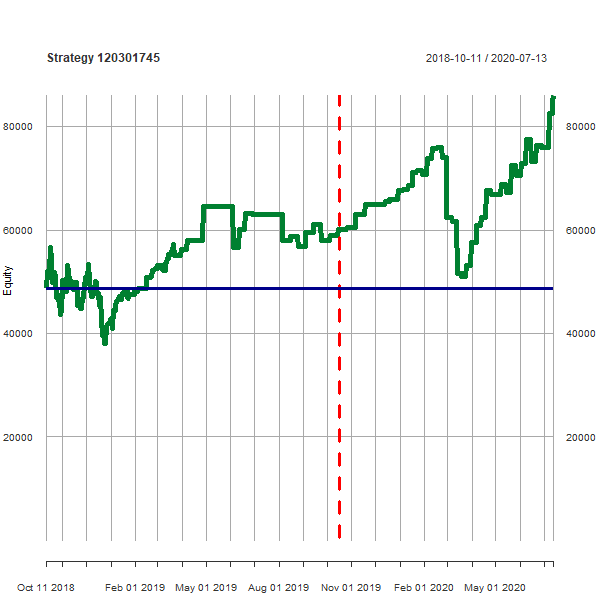 Strategy 120301745
2018-10-11 / 2020-07-13
80000
80000
60000
60000
Equity
40000
40000
20000
20000
Oct 11 2018
Feb 01 2019
May 01 2019
Aug 01 2019
Nov 01 2019
Feb 01 2020
May 01 2020